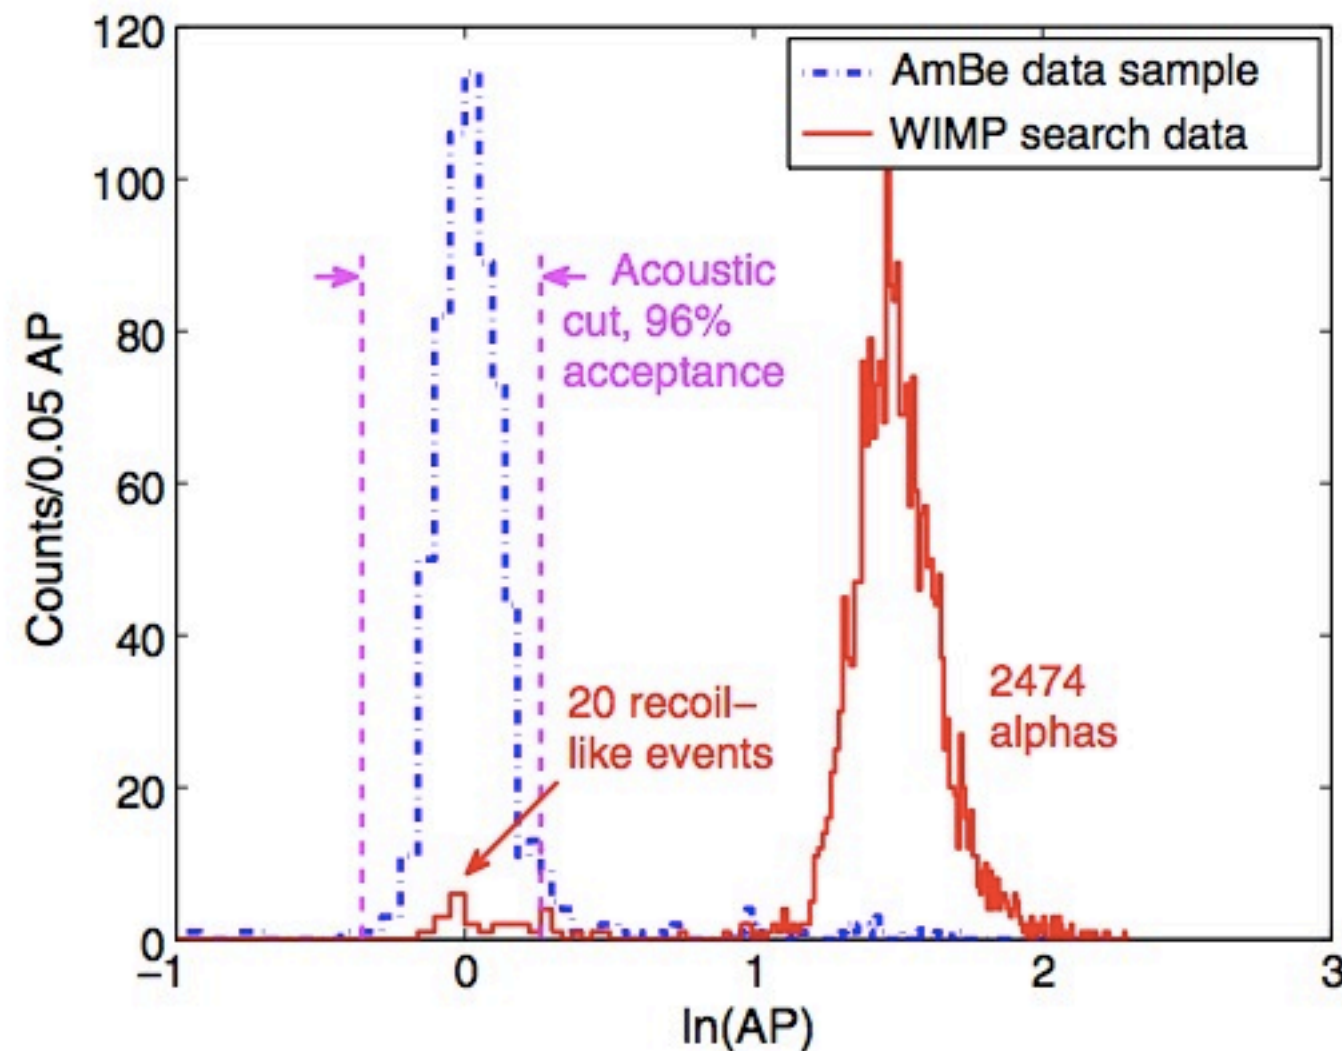 120
100
80
60
40
20
0
Counts/0.05 AP
AmBe data sample
WIMP search data
Acoustic
cut, 96%
acceptance
20 recoil–
like events
2474
alphas
−1
0
1
2
3
ln(AP)